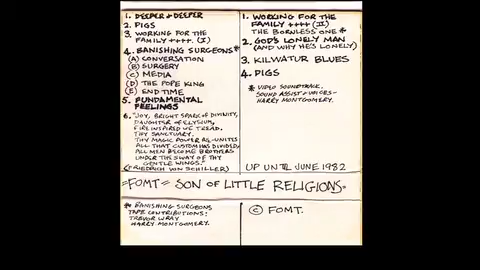 1. DEEPER & DEEPER
2. PIGS
3. WORKING FOR THE
FAMILY ++++ (I)
4. BANISHING SURGEONS*
(A) CONVERSATION
(B) SURGERY
(C) MEDIA
(D) THE POPE KING
(E) END TIME
5. FUNDAMENTAL
FEELINGS
6. "JOY, BRIGHT SPARK OF DIVINITY,
DAUGHTER OF ELYSIUM,
FIRE INSPIRED WE TREAD.
THY SANCTUARY.
THY MAGIC POWER RE-UNITES
ALL THAT CUSTOM HAS DIVIDED,
ALL MEN BECOME BROTHERS
UNDER THE SWAY OF THY
GENTLE WINGS."
(FRIEDRICH VON SCHILLER)
1. WORKING FOR THE
FAMILY ++++ (II)
"THE BORNLESS ONE"*
2. GOD'S LONELY MAN
(AND WHY HE'S LONELY)
3. KILWATUR BLUES
4. PIGS
* VIDEO SOUNDTRACK,
SOUND ASSIST & VOICES-
HARRY MONTGOMERY.
UP UNTIL JUNE 1982
=FOMT= SON OF LITTLE RELIGIONS.
* BANISHING SURGEONS
TAPE CONTRIBUTIONS:
TREVOR WRAY
HARRY MONTGOMERY.
© FOMT.